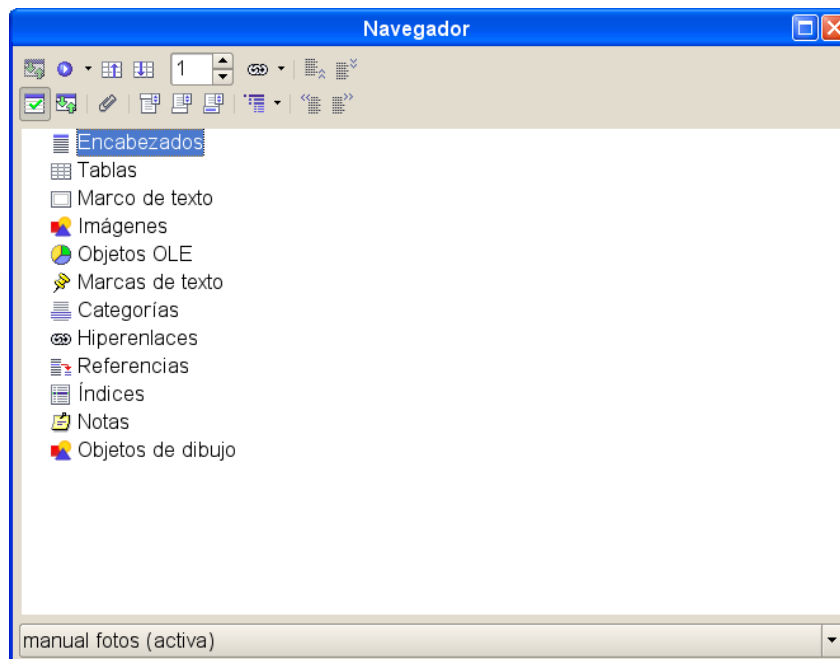 Navegador
1
Encabezados
Tablas
Marco de texto
Imágenes
Objetos OLE
Marcas de texto
Categorías
Hiperenlaces
Referencias
Índices
Notas
Objetos de dibujo
manual fotos (activa)